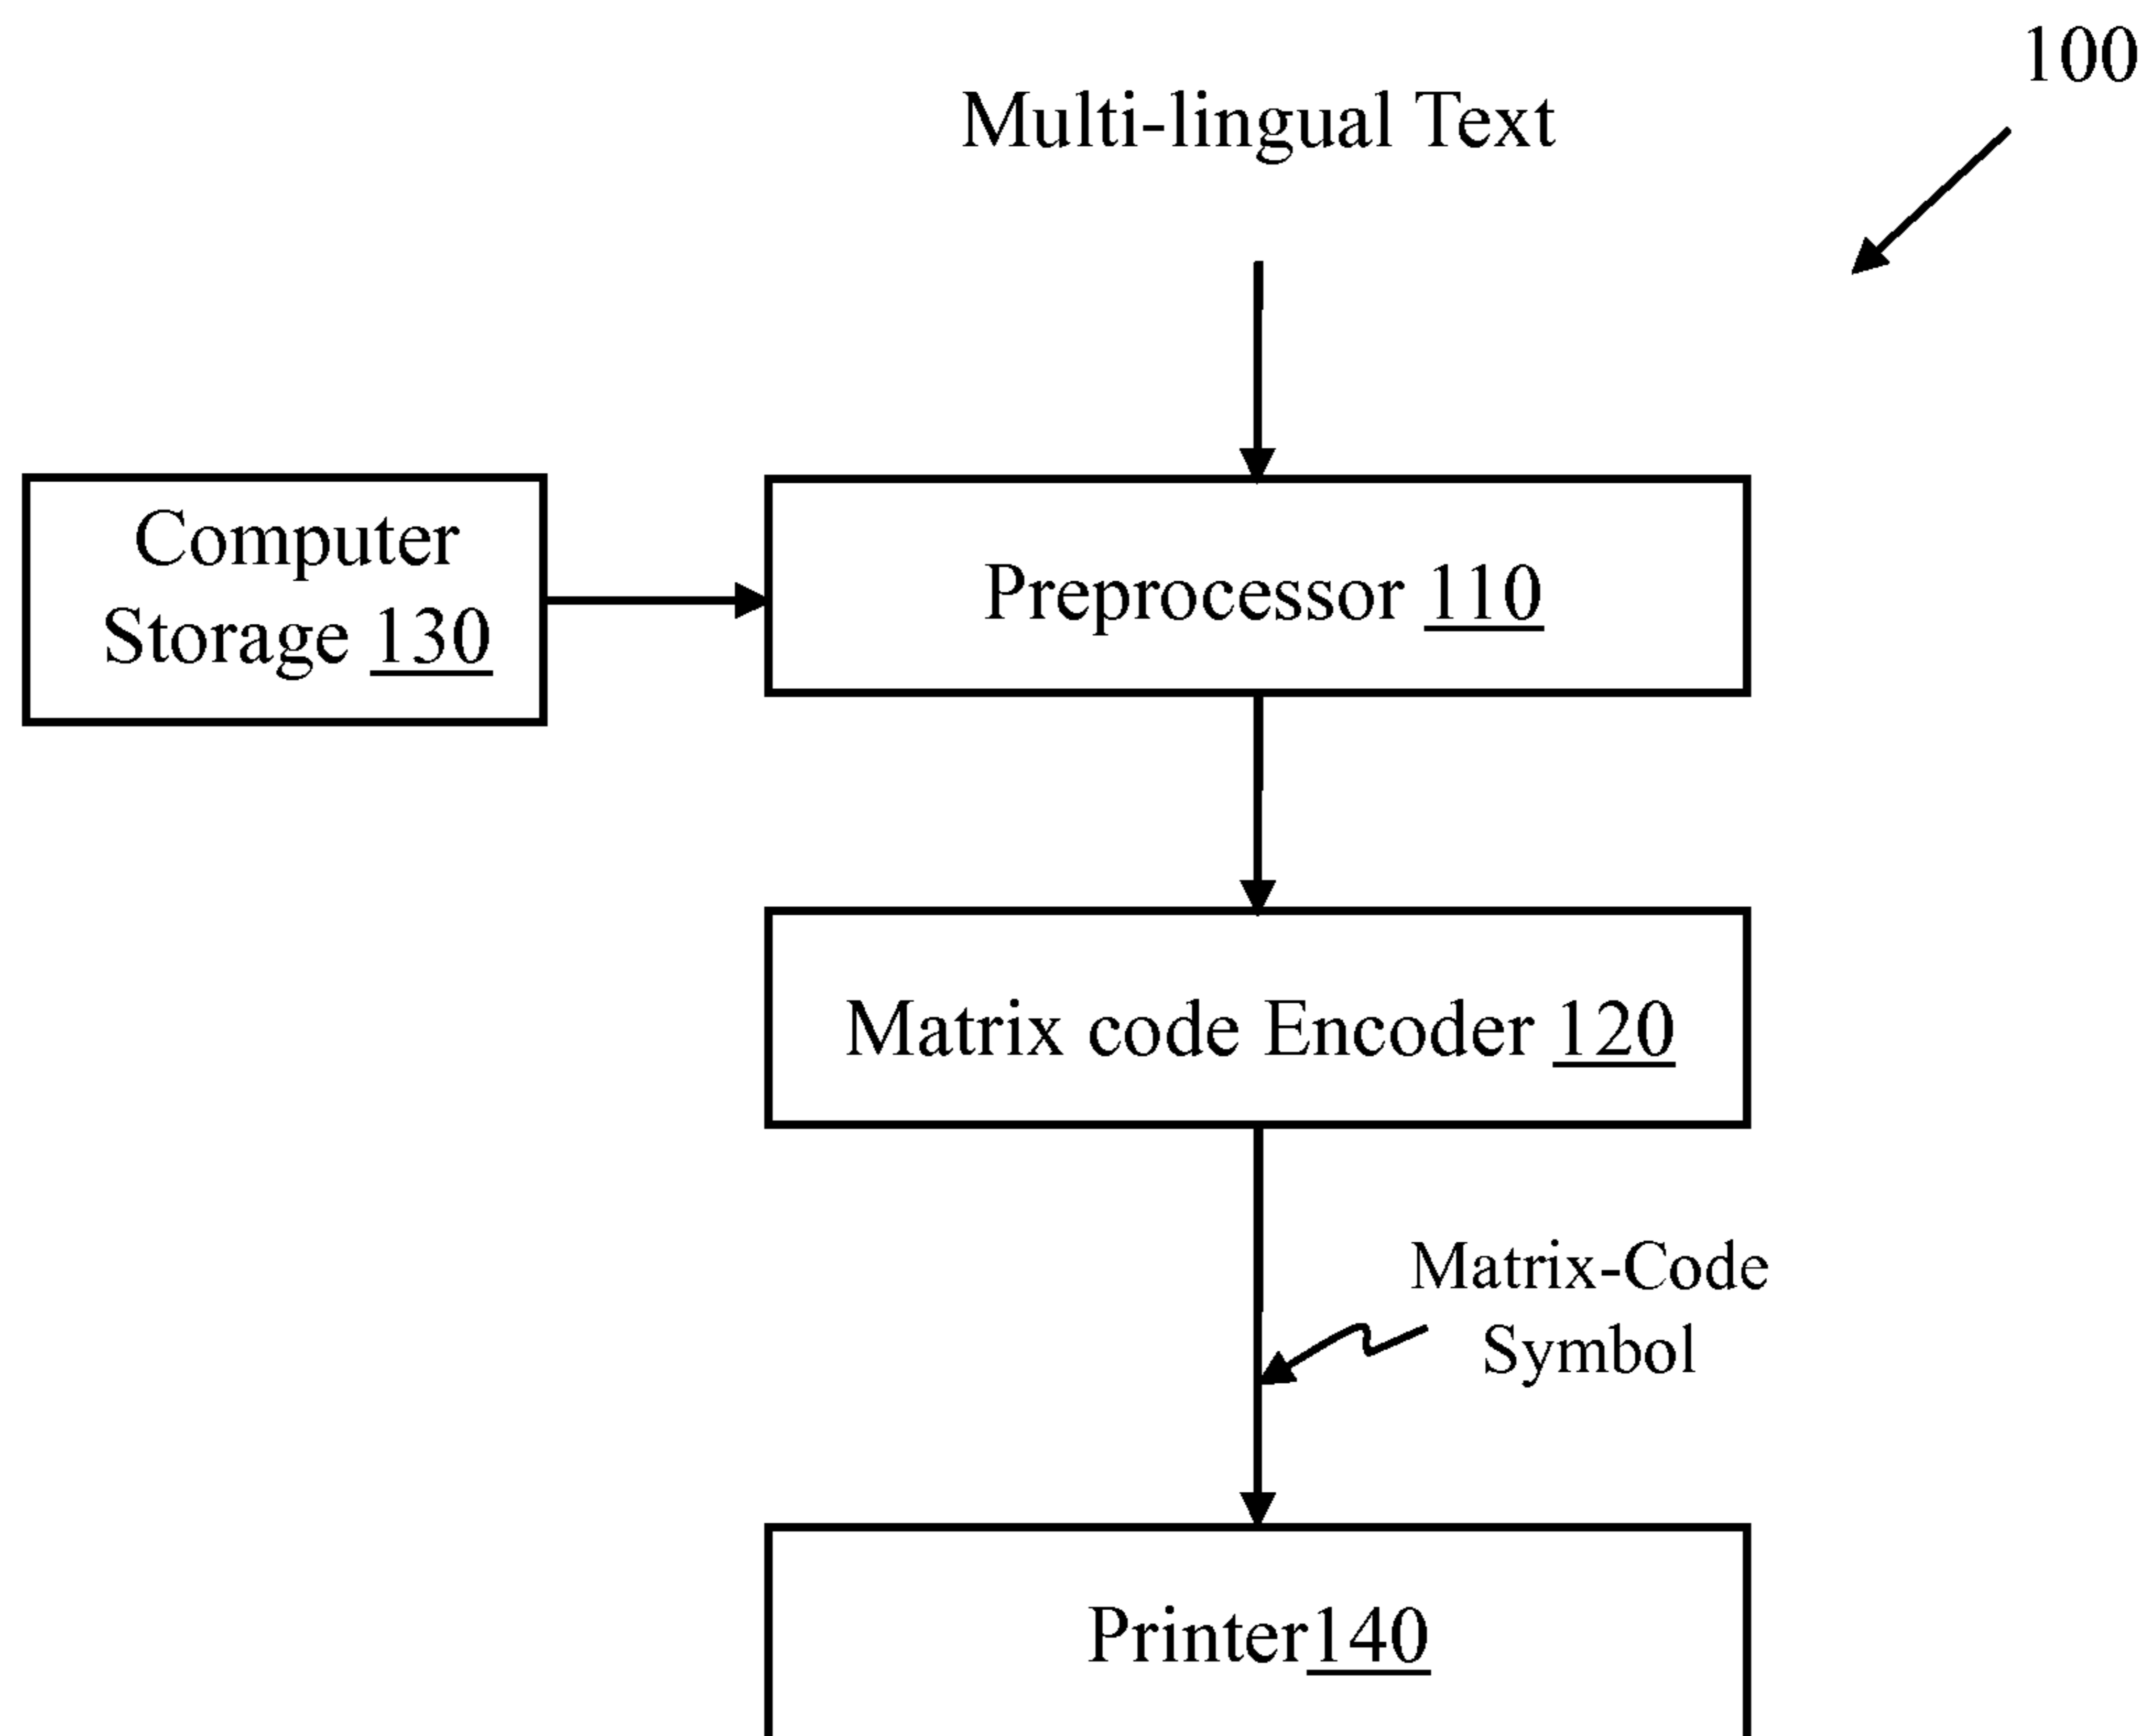 100
Multi-lingual Text
Computer
Storage 130
Preprocessor 110
Matrix code Encoder 120
Matrix-Code
Symbol
Printer140